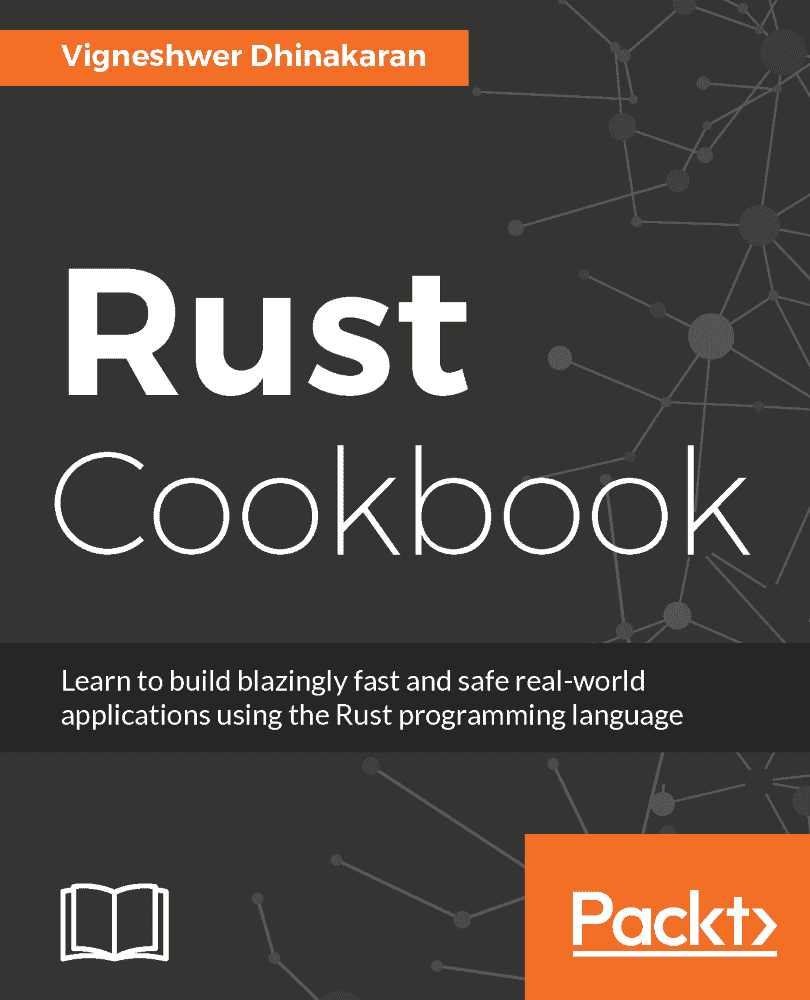 Vigneshwer Dhinakaran
Rust
Cookbook
Learn to build blazingly fast and safe real-world
applications using the Rust programming language
Packt>